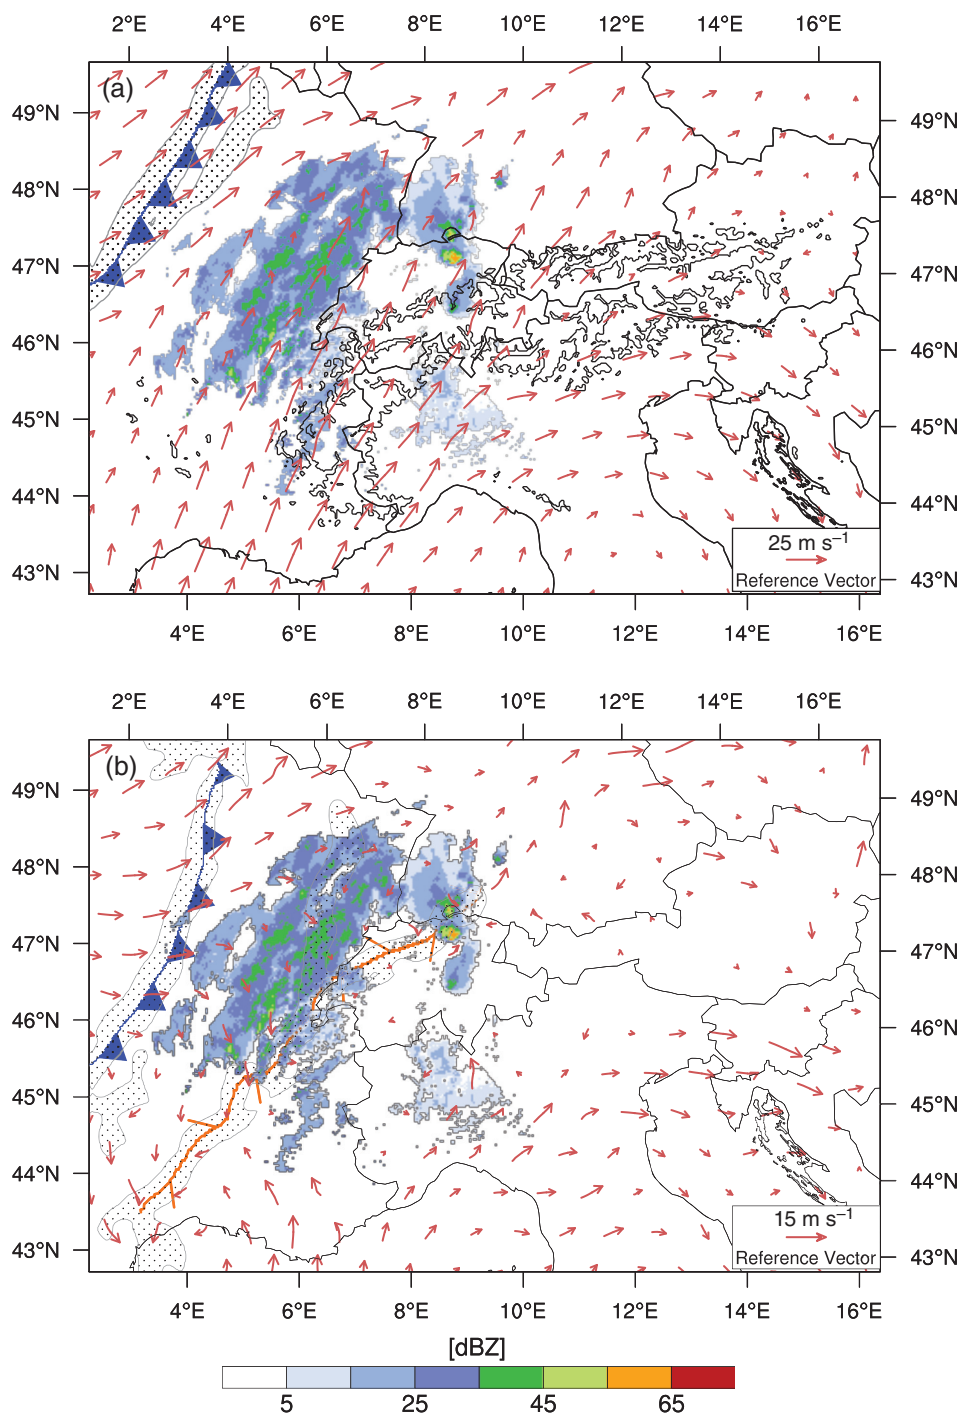 2°E 4°E 6°E 8°E 10°E 12°E 14°E 16°E
(a)
49°N 49°N
48°N 48°N
47°N 47°N
46°N 46°N
45°N 45°N
44°N 44°N
43°N 43°N
25 m s⁻¹
Reference Vector
4°E 6°E 8°E 10°E 12°E 14°E 16°E
2°E 4°E 6°E 8°E 10°E 12°E 14°E 16°E
(b)
49°N 49°N
48°N 48°N
47°N 47°N
46°N 46°N
45°N 45°N
44°N 44°N
43°N 43°N
15 m s⁻¹
Reference Vector
4°E 6°E 8°E 10°E 12°E 14°E 16°E
[dBZ]
5 25 45 65